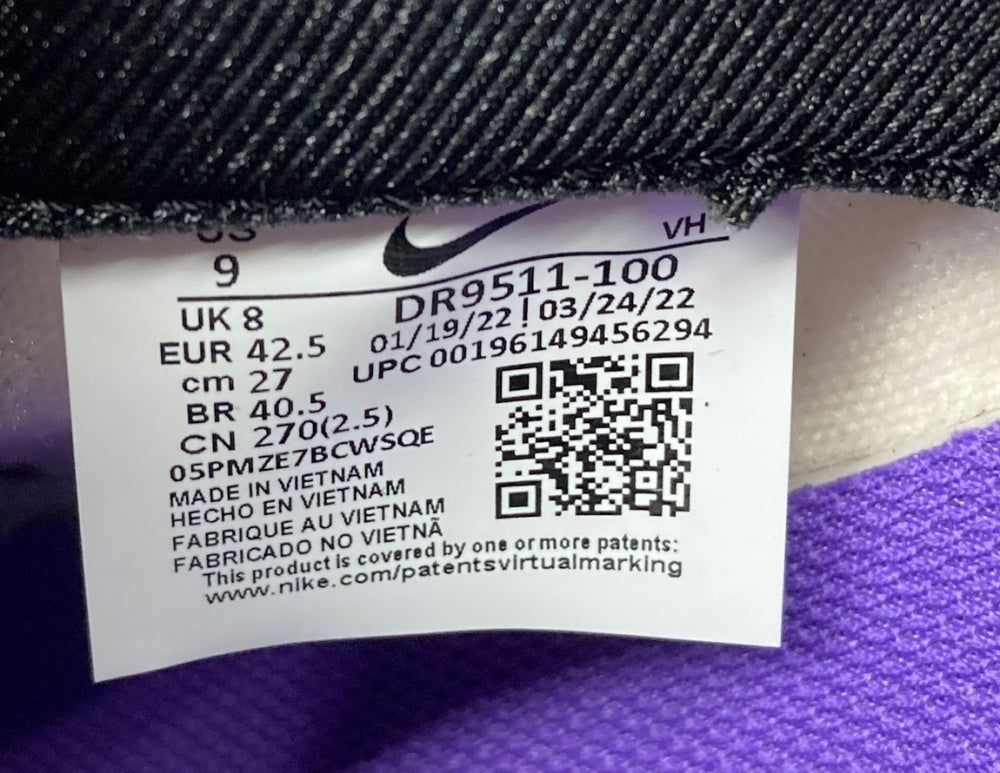 US
VH
9
DR9511-100
UK 8
01/19/22 | 03/24/22
EUR 42.5
UPC 00196149456294
cm 27
BR 40.5
CN 270(2.5)
05PMZE7BCWSQE
MADE IN VIETNAM
HECHO EN VIETNAM
FABRIQUE AU VIETNAM
FABRICADO NO VIETNÃ
This product is covered by one or more patents:
www.nike.com/patentsvirtualmarking